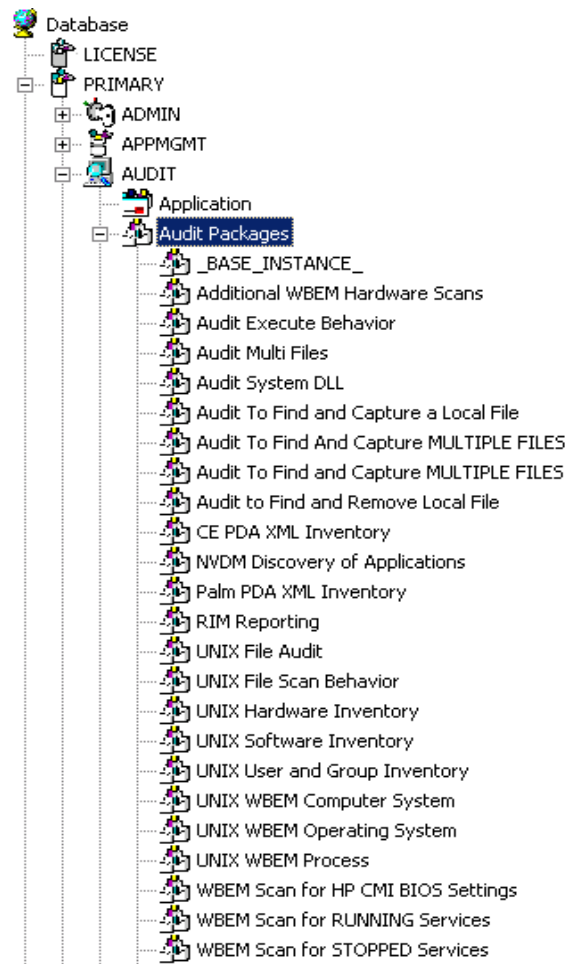 Database
LICENSE
PRIMARY
ADMIN
APPMGMT
AUDIT
Application
Audit Packages
_BASE_INSTANCE_
Additional WBEM Hardware Scans
Audit Execute Behavior
Audit Multi Files
Audit System DLL
Audit To Find and Capture a Local File
Audit To Find And Capture MULTIPLE FILES
Audit To Find and Capture MULTIPLE FILES
Audit to Find and Remove Local File
CE PDA XML Inventory
NVDM Discovery of Applications
Palm PDA XML Inventory
RIM Reporting
UNIX File Audit
UNIX File Scan Behavior
UNIX Hardware Inventory
UNIX Software Inventory
UNIX User and Group Inventory
UNIX WBEM Computer System
UNIX WBEM Operating System
UNIX WBEM Process
WBEM Scan for HP CMI BIOS Settings
WBEM Scan for RUNNING Services
WBEM Scan for STOPPED Services